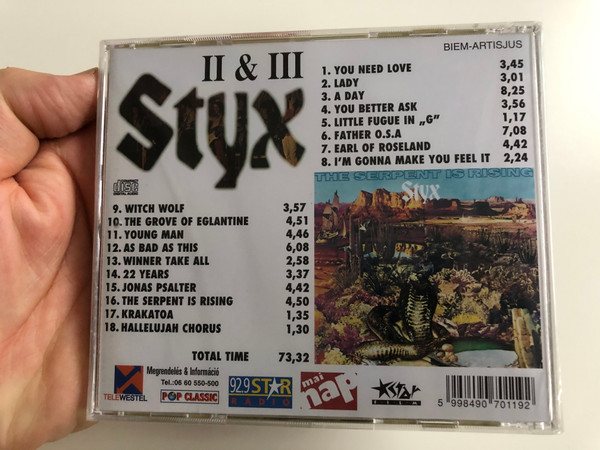 BIEM-ARTISJUS
II & III
Styx
1. YOU NEED LOVE 3,45
2. LADY 3,01
3. A DAY 8,25
4. YOU BETTER ASK 3,56
5. LITTLE FUGUE IN „G” 1,17
6. FATHER O.S.A 7,08
7. EARL OF ROSELAND 4,42
8. I'M GONNA MAKE YOU FEEL IT 2,24
THE SERPENT IS RISING
Styx
COMPACT disc DIGITAL AUDIO
9. WITCH WOLF 3,57
10. THE GROVE OF EGLANTINE 4,51
11. YOUNG MAN 4,46
12. AS BAD AS THIS 6,08
13. WINNER TAKE ALL 2,58
14. 22 YEARS 3,37
15. JONAS PSALTER 4,42
16. THE SERPENT IS RISING 4,50
17. KRAKATOA 1,35
18. HALLELUJAH CHORUS 1,30
TOTAL TIME 73,32
TELEWESTEL
Megrendelés & Információ
Tel.:06 60 550-500
POP CLASSIC
92.9 STAR
RADIO
mai
nap
Star
FILM
5 998490 701192